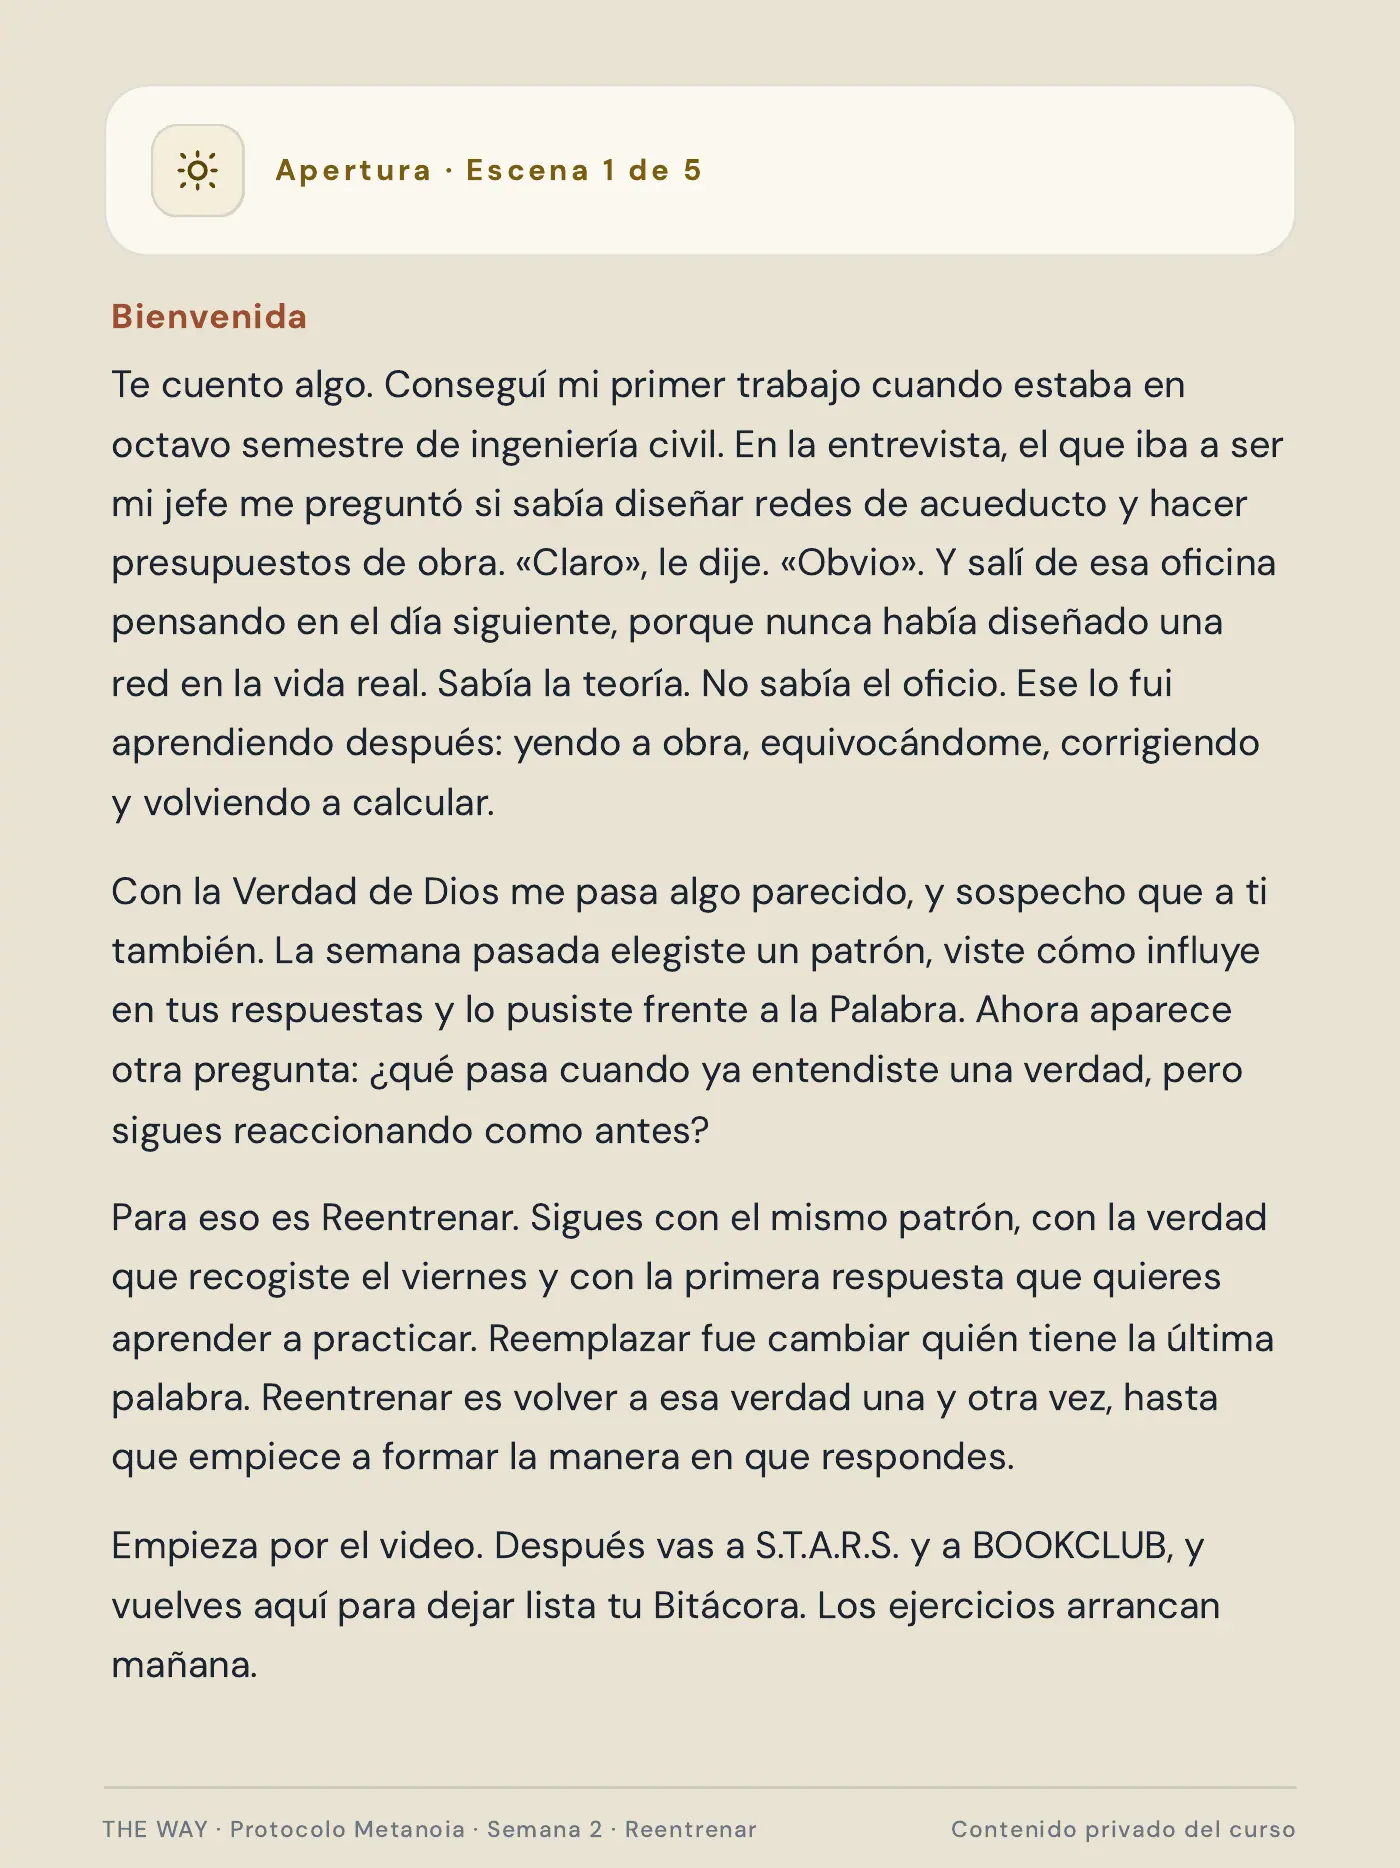 Apertura · Escena 1 de 5
Bienvenida
Te cuento algo. Conseguí mi primer trabajo cuando estaba en
octavo semestre de ingeniería civil. En la entrevista, el que iba a ser
mi jefe me preguntó si sabía diseñar redes de acueducto y hacer
presupuestos de obra. «Claro», le dije. «Obvio». Y salí de esa oficina
pensando en el día siguiente, porque nunca había diseñado una
red en la vida real. Sabía la teoría. No sabía el oficio. Ese lo fui
aprendiendo después: yendo a obra, equivocándome, corrigiendo
y volviendo a calcular.
Con la Verdad de Dios me pasa algo parecido, y sospecho que a ti
también. La semana pasada elegiste un patrón, viste cómo influye
en tus respuestas y lo pusiste frente a la Palabra. Ahora aparece
otra pregunta: ¿qué pasa cuando ya entendiste una verdad, pero
sigues reaccionando como antes?
Para eso es Reentrenar. Sigues con el mismo patrón, con la verdad
que recogiste el viernes y con la primera respuesta que quieres
aprender a practicar. Reemplazar fue cambiar quién tiene la última
palabra. Reentrenar es volver a esa verdad una y otra vez, hasta
que empiece a formar la manera en que respondes.
Empieza por el video. Después vas a S.T.A.R.S. y a BOOKCLUB, y
vuelves aquí para dejar lista tu Bitácora. Los ejercicios arrancan
mañana.
THE WAY · Protocolo Metanoia · Semana 2 · Reentrenar
Contenido privado del curso